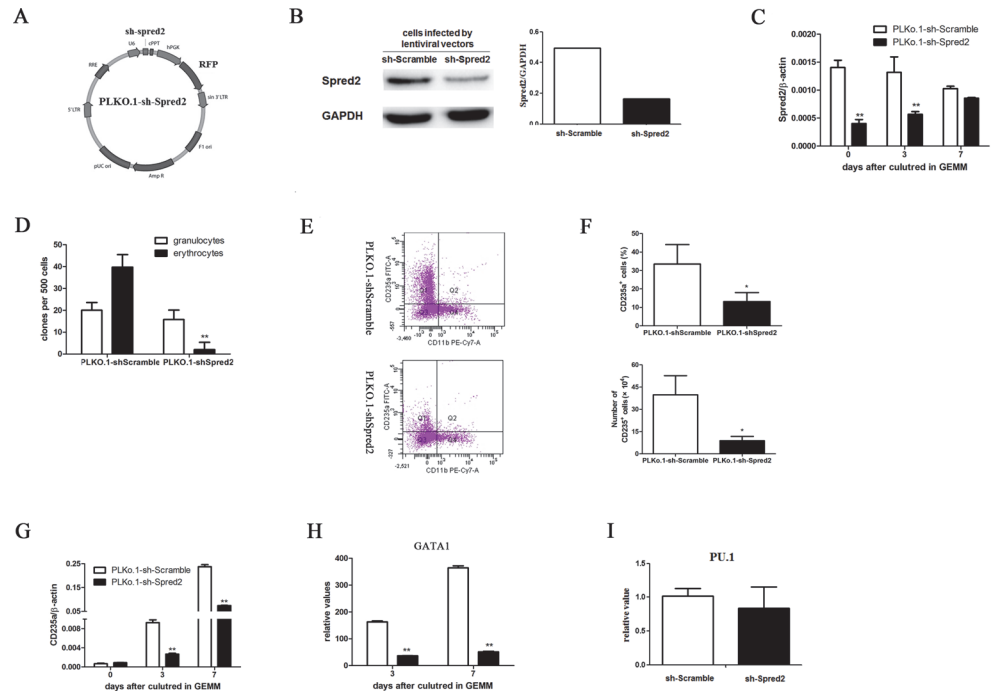 A
sh-spred2
U6
cPPT
hPGK
RFP
sin 3'LTR
F1 ori
Amp R
pUC ori
5'LTR
RRE
PLKO.1-sh-Spred2
B
cells infected by
lentiviral vectors
sh-Scramble sh-Spred2
Spred2
GAPDH
Spred2/GAPDH
0.6
0.4
0.2
0.0
sh-Scramble sh-Spred2
C
PLKo.1-sh-Scramble
PLKo.1-sh-Spred2
Spred2/β-actin
0.0020
0.0015
0.0010
0.0005
0.0000
**
**
0 3 7
days after culutred in GEMM
D
granulocytes
erythrocytes
clones per 500 cells
50
40
30
20
10
0
**
PLKO.1-shScramble PLKO.1-shSpred2
E
PLKO.1-shScramble
CD235a FITC-A
Q1 Q2
CD11b PE-Cy7-A
PLKO.1-shSpred2
CD235a FITC-A
Q2
-2,521
CD11b PE-Cy7-A
F
CD235a⁺ cells (%)
50
40
30
20
10
0
*
PLKO.1-shScramble PLKO.1-shSpred2
Number of
CD235⁺ cells (× 10⁴)
60
45
30
15
0
*
PLKo.1-sh-Scramble PLKo.1-sh-Spred2
G
PLKo.1-sh-Scramble
PLKo.1-sh-Spred2
CD235a/β-actin
0.25
0.15
0.05
0.008
0.004
0.000
**
**
0 3 7
days after culutred in GEMM
H
GATA1
relative values
400
300
200
100
0
**
**
3 7
days after culutred in GEMM
I
PU.1
relative value
1.5
1.0
0.5
0.0
sh-Scramble sh-Spred2